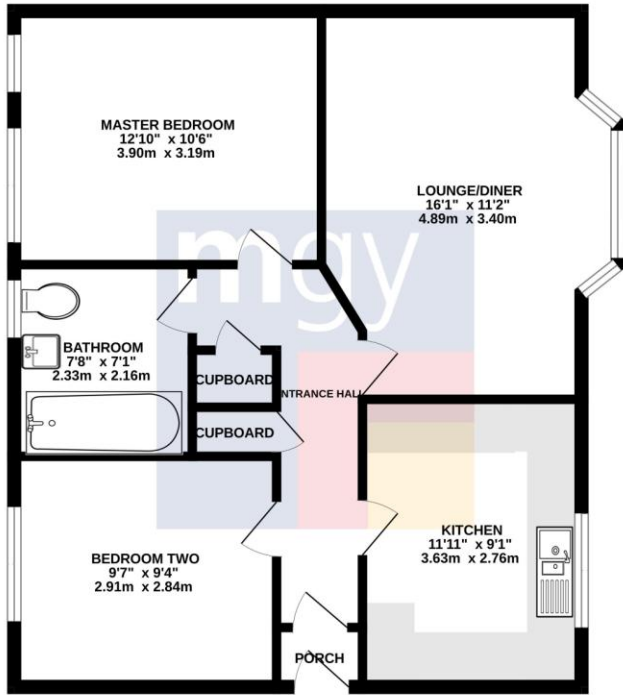 MASTER BEDROOM
12'10" x 10'6"
3.90m x 3.19m
LOUNGE/DINER
16'1" x 11'2"
4.89m x 3.40m
mgy
BATHROOM
7'8" x 7'1"
2.33m x 2.16m
CUPBOARD
NTRANCE HALL
CUPBOARD
KITCHEN
11'11" x 9'1"
3.63m x 2.76m
BEDROOM TWO
9'7" x 9'4"
2.91m x 2.84m
PORCH